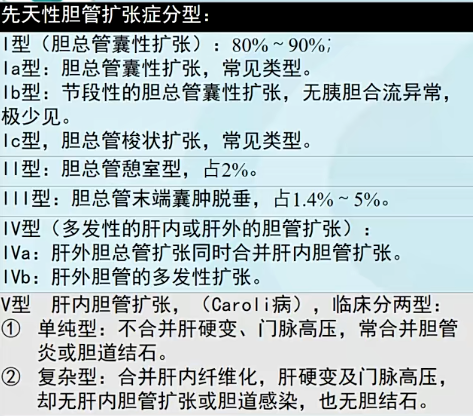 先天性胆管扩张症分型：
I型（胆总管囊性扩张）：80%~90%;
Ia型：胆总管囊性扩张，常见类型。
Ib型：节段性的胆总管囊性扩张，无胰胆合流异常，
极少见。
Ic型，胆总管梭状扩张，常见类型。
II型：胆总管憩室型，占2%。
III型：胆总管末端囊肿脱垂，占1.4%~5%。
IV型（多发性的肝内或肝外的胆管扩张）：
IVa：肝外胆总管扩张同时合并肝内胆管扩张。
IVb：肝外胆管的多发性扩张。
V型 肝内胆管扩张，（Caroli病），临床分两型：
① 单纯型：不合并肝硬变、门脉高压，常合并胆管
炎或胆道结石。
② 复杂型：合并肝内纤维化，肝硬变及门脉高压，
却无肝内胆管扩张或胆道感染，也无胆结石。